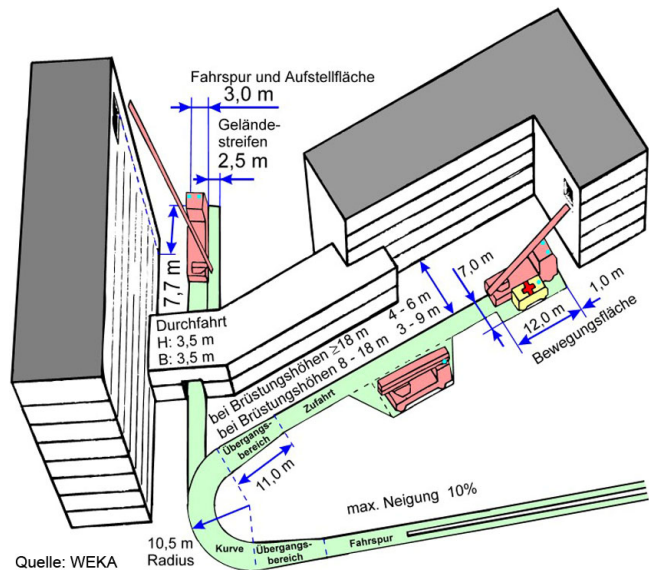 Fahrspur und Aufstellfläche
3,0 m
Gelände-
streifen
2,5 m
7,7 m
Durchfahrt
H: 3,5 m
B: 3,5 m
7,0 m
4 - 6 m
3 - 9 m
bei Brüstungshöhen ≥18 m
bei Brüstungshöhen 8 - 18 m
1,0 m
12,0 m
Bewegungsfläche
Zufahrt
Übergangs-
bereich
11,0 m
max. Neigung 10%
10,5 m
Radius
Kurve
Übergangs-
bereich
Fahrspur
Quelle: WEKA